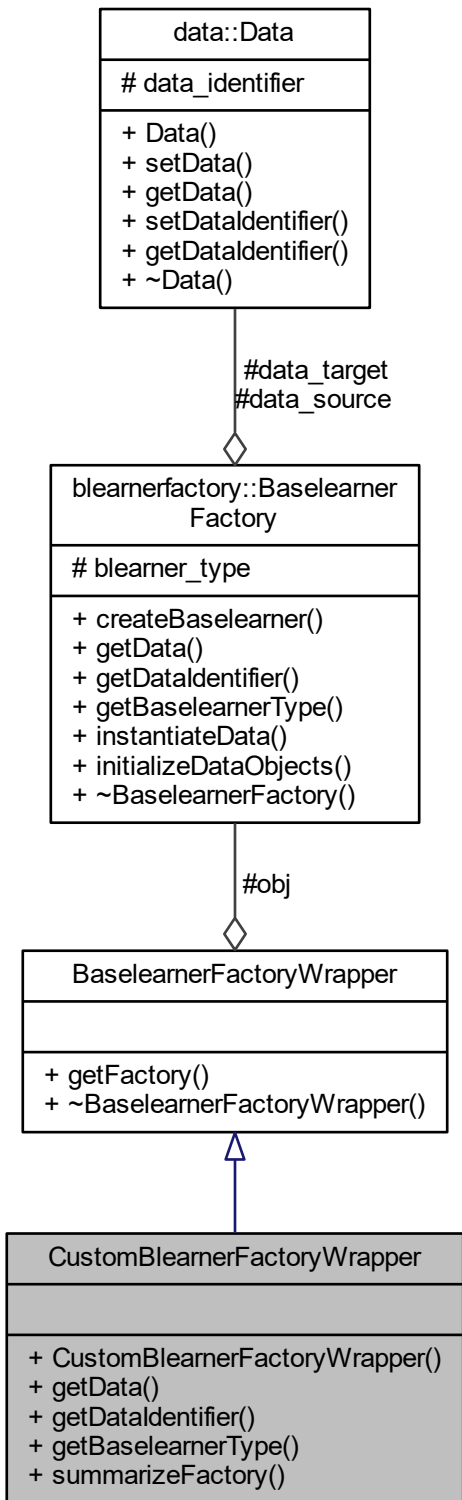 data::Data
# data_identifier
+ Data()
+ setData()
+ getData()
+ setDataIdentifier()
+ getDataIdentifier()
+ ~Data()
#data_target
#data_source
blearnerfactory::Baselearner
Factory
# blearner_type
+ createBaselearner()
+ getData()
+ getDataIdentifier()
+ getBaselearnerType()
+ instantiateData()
+ initializeDataObjects()
+ ~BaselearnerFactory()
#obj
BaselearnerFactoryWrapper
+ getFactory()
+ ~BaselearnerFactoryWrapper()
CustomBlearnerFactoryWrapper
+ CustomBlearnerFactoryWrapper()
+ getData()
+ getDataIdentifier()
+ getBaselearnerType()
+ summarizeFactory()